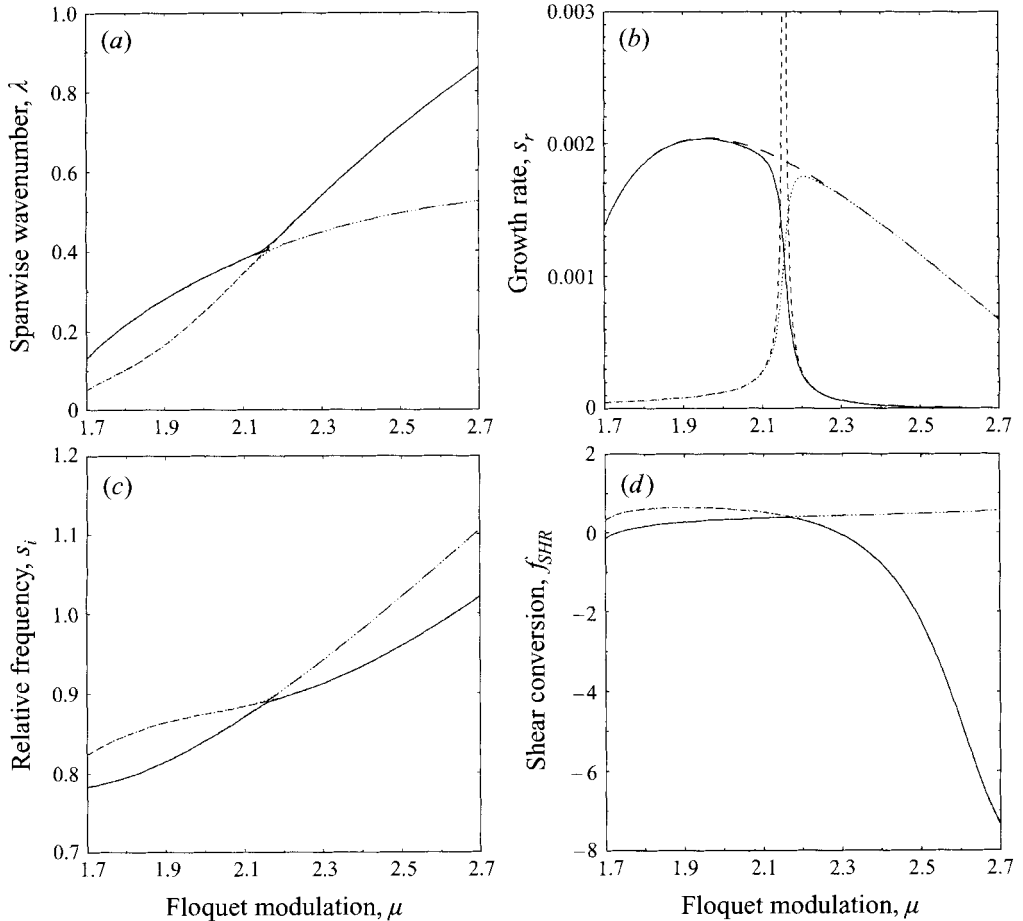 (a)
Spanwise wavenumber, λ
1.0
0.8
0.6
0.4
0.2
0
1.7 1.9 2.1 2.3 2.5 2.7
(b)
Growth rate, s_r
0.003
0.002
0.001
0
1.7 1.9 2.1 2.3 2.5 2.7
(c)
Relative frequency, s_i
1.2
1.1
1.0
0.9
0.8
0.7
1.7 1.9 2.1 2.3 2.5 2.7
Floquet modulation, μ
(d)
Shear conversion, f_SHR
2
0
−2
−4
−6
−8
1.7 1.9 2.1 2.3 2.5 2.7
Floquet modulation, μ